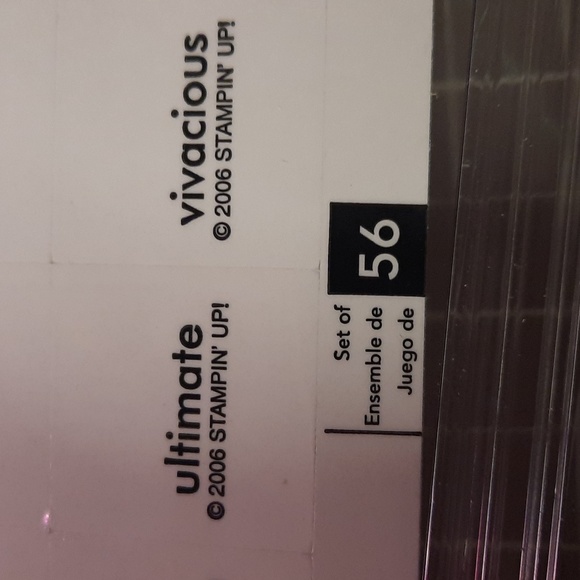 ultimate
© 2006 STAMPIN' UP!
vivacious
© 2006 STAMPIN' UP!
Set of
Ensemble de
Juego de
56